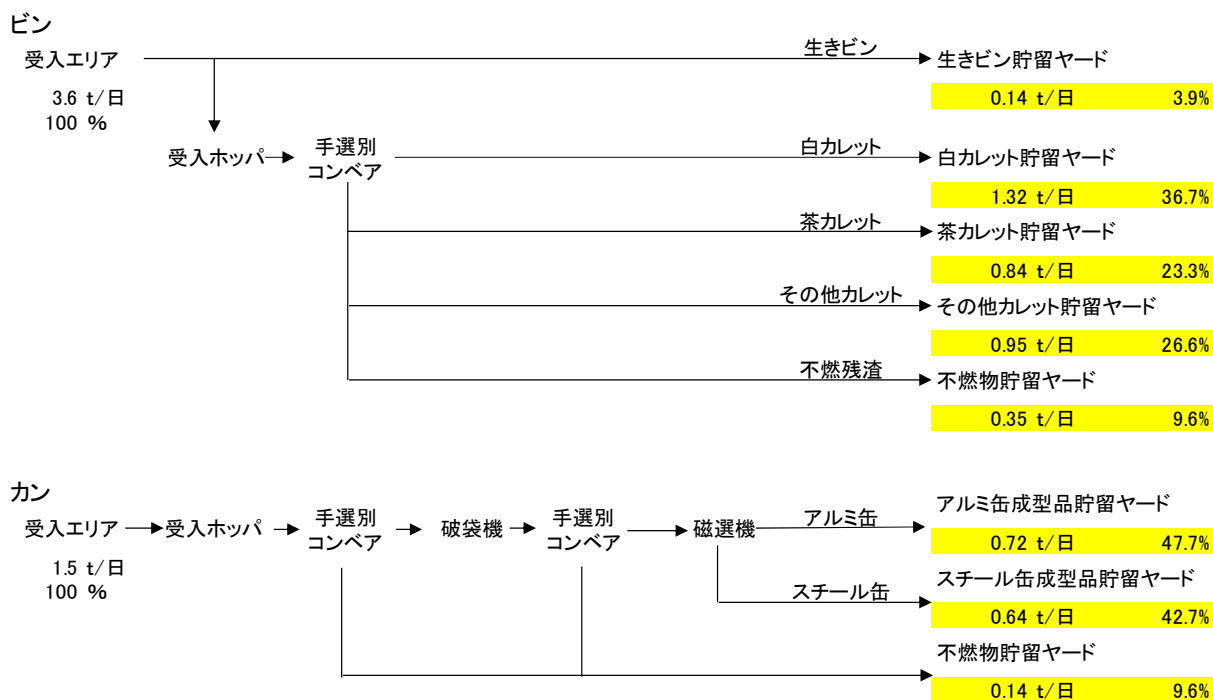 ビン
受入エリア
生きビン
生きビン貯留ヤード
3.6 t/日
100 %
0.14 t/日 3.9%
受入ホッパ
手選別
コンベア
白カレット
白カレット貯留ヤード
1.32 t/日 36.7%
茶カレット
茶カレット貯留ヤード
0.84 t/日 23.3%
その他カレット
その他カレット貯留ヤード
0.95 t/日 26.6%
不燃残渣
不燃物貯留ヤード
0.35 t/日 9.6%
カン
受入エリア
受入ホッパ
手選別
コンベア
破袋機
手選別
コンベア
磁選機
アルミ缶
アルミ缶成型品貯留ヤード
0.72 t/日 47.7%
1.5 t/日
100 %
スチール缶
スチール缶成型品貯留ヤード
0.64 t/日 42.7%
不燃物貯留ヤード
0.14 t/日 9.6%